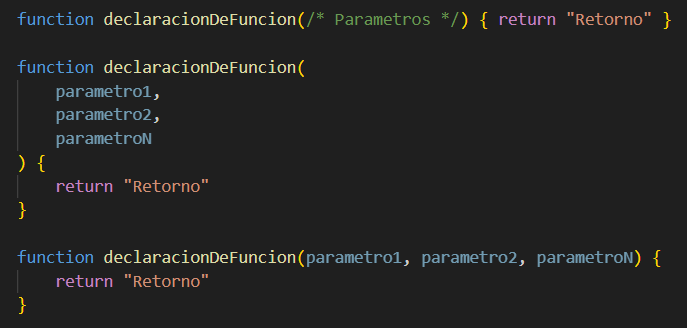 function declaracionDeFuncion(/* Parametros */) { return "Retorno" }
function declaracionDeFuncion(
parametro1,
parametro2,
parametroN
) {
return "Retorno"
}
function declaracionDeFuncion(parametro1, parametro2, parametroN) {
return "Retorno"
}